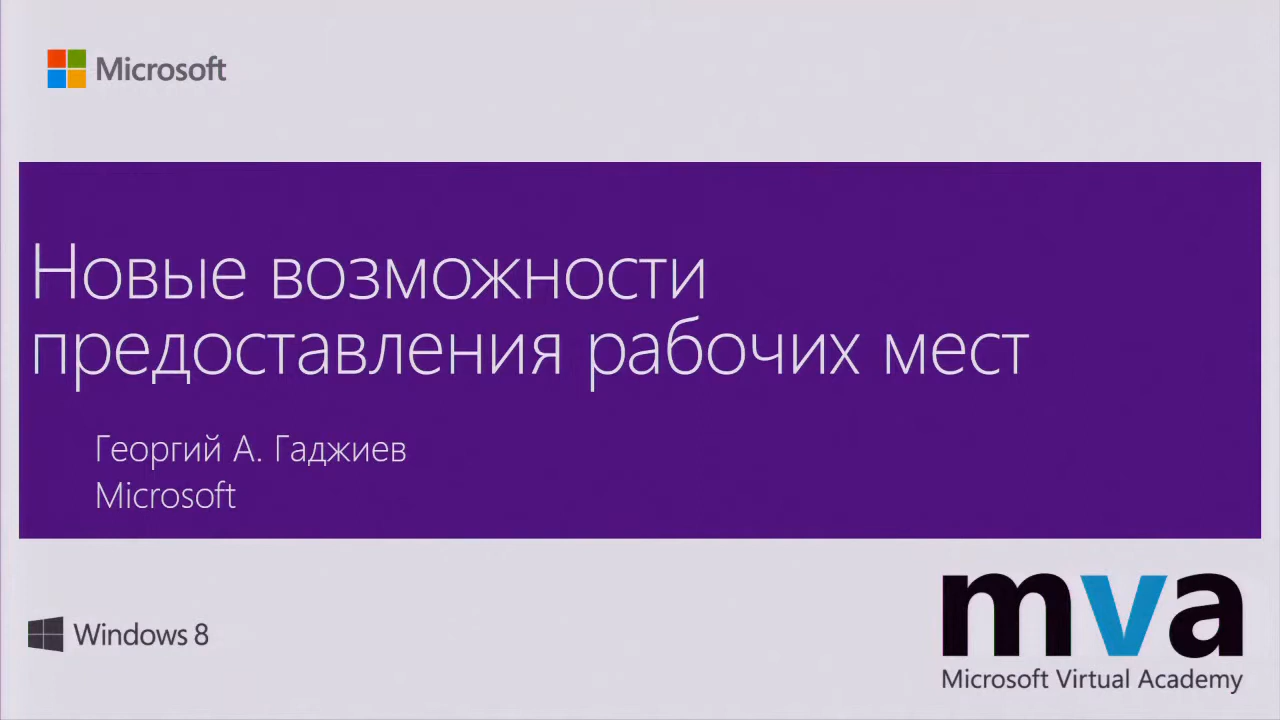 Microsoft
Новые возможности
предоставления рабочих мест
Георгий А. Гаджиев
Microsoft
Windows 8
mva
Microsoft Virtual Academy